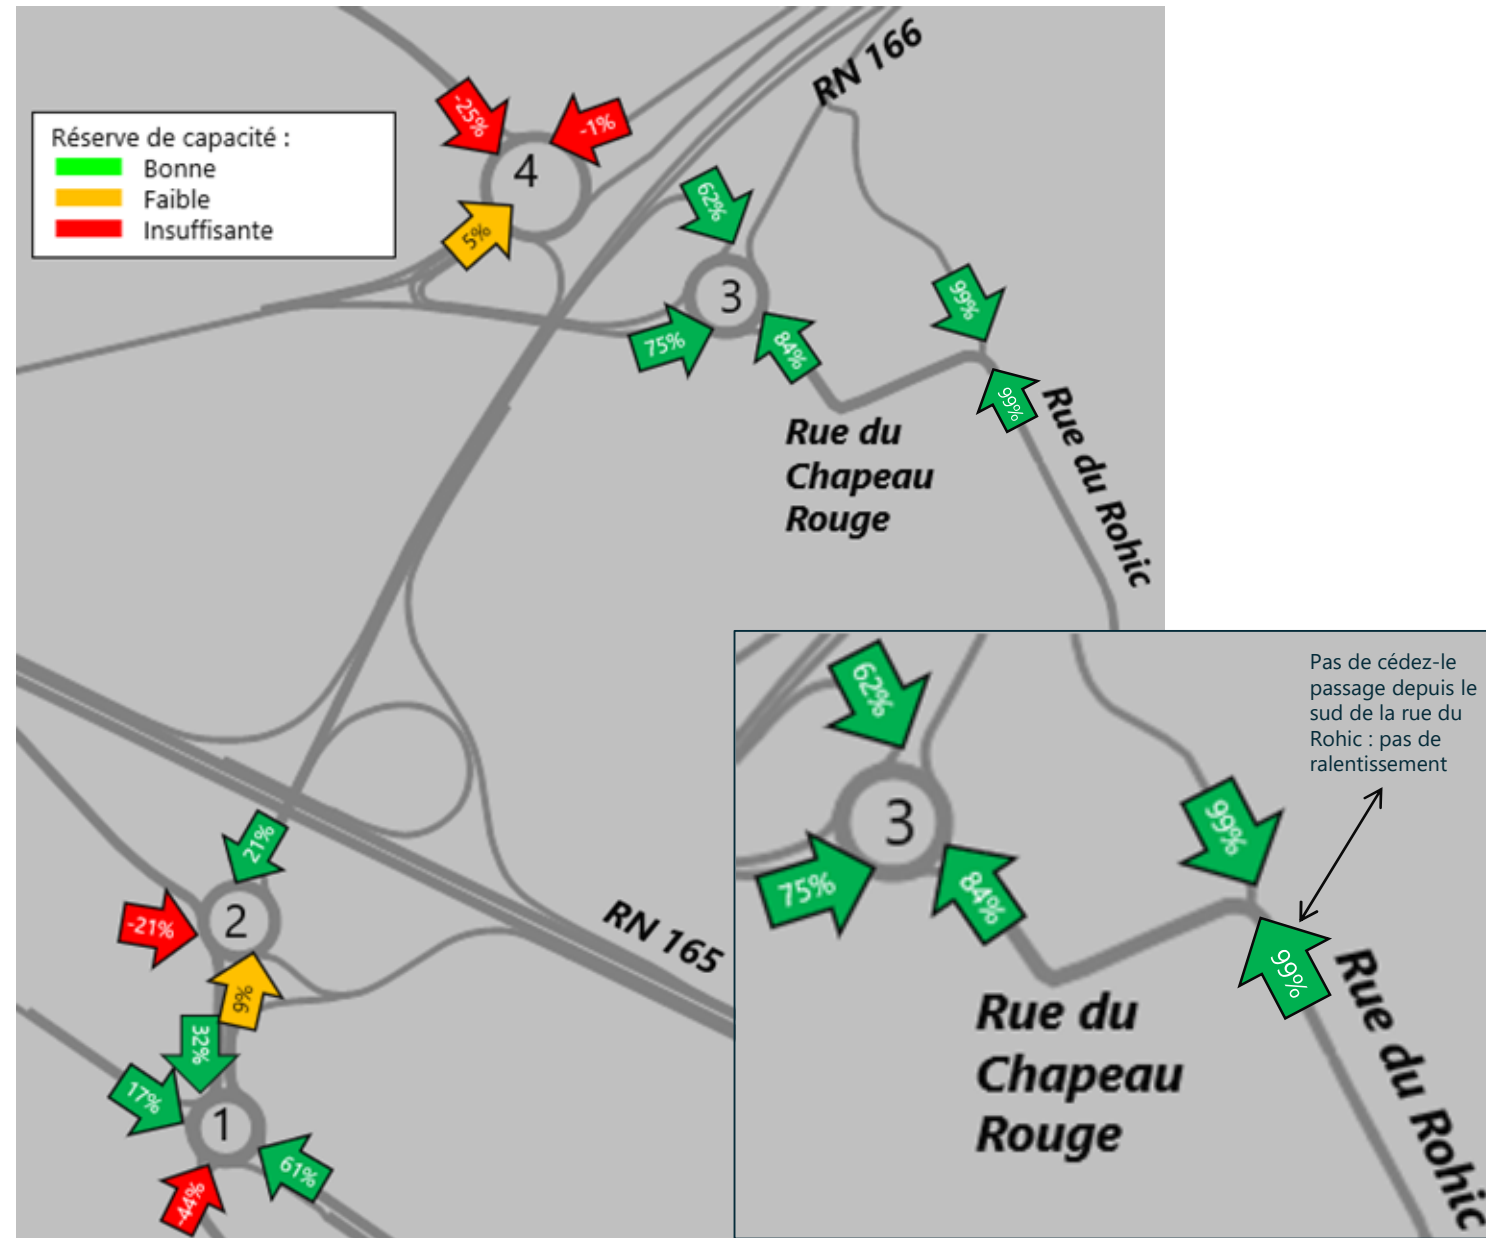 RN 166
-25%
-1%
4
Réserve de capacité :
Bonne
Faible
Insuffisante
5%
62%
3
75%
84%
99%
99%
Rue du
Chapeau
Rouge
Rue du Rohic
21%
2
-21%
9%
RN 165
32%
17%
1
61%
-44%
Pas de cédez-le
passage depuis le
sud de la rue du
Rohic : pas de
ralentissement
62%
3
75%
84%
99%
99%
Rue du
Chapeau
Rouge
Rue du Rohic